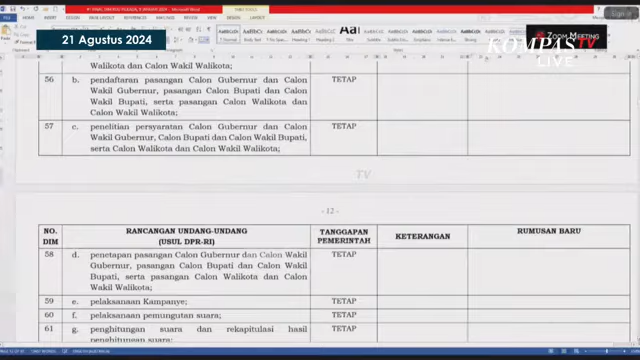 21 Agustus 2024
KOMPASTV
LIVE
ZOOM MEETING
Walikota dan Calon Wakil Walikota;
56 b. pendaftaran pasangan Calon Gubernur dan Calon TETAP
Wakil Gubernur, pasangan Calon Bupati dan Calon
Wakil Bupati, serta pasangan Calon Walikota dan
Calon Wakil Walikota;
57 c. penelitian persyaratan Calon Gubernur dan Calon TETAP
Wakil Gubernur, Calon Bupati dan Calon Wakil Bupati,
serta Calon Walikota dan Calon Wakil Walikota;
TV
- 12 -
NO. DIM RANCANGAN UNDANG-UNDANG (USUL DPR-RI) TANGGAPAN PEMERINTAH KETERANGAN RUMUSAN BARU
58 d. penetapan pasangan Calon Gubernur dan Calon Wakil TETAP
Gubernur, pasangan Calon Bupati dan Calon Wakil
Bupati, serta pasangan Calon Walikota dan Calon
Wakil Walikota;
59 e. pelaksanaan Kampanye; TETAP
60 f. pelaksanaan pemungutan suara; TETAP
61 g. penghitungan suara dan rekapitulasi hasil TETAP
penghitungan suara;